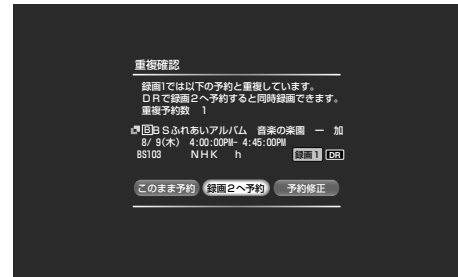 重複確認
録画1では以下の予約と重複しています。
DRで録画2へ予約すると同時録画できます。
重複予約数 1
BBSふれあいアルバム 音楽の楽園 ー 加
8/ 9(木) 4:00:00PM- 4:45:00PM
BS103 NHK h 録画1 DR
このまま予約 録画2へ予約 予約修正